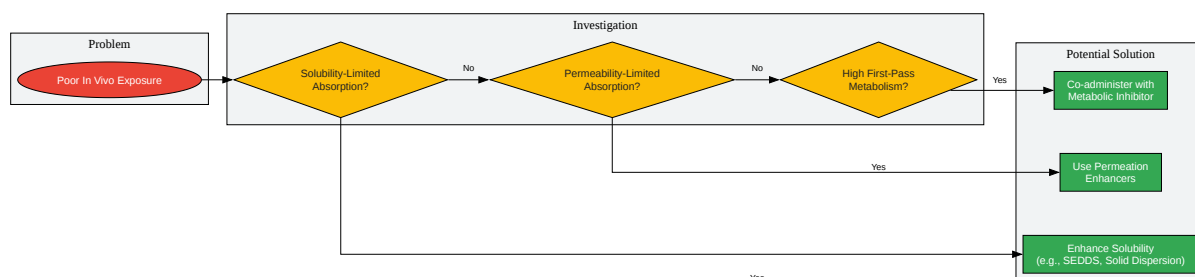 Problem
Poor In Vivo Exposure
Investigation
Solubility-Limited
Absorption?
No
Permeability-Limited
Absorption?
No
High First-Pass
Metabolism?
Yes
Potential Solution
Co-administer with
Metabolic Inhibitor
Yes
Use Permeation
Enhancers
Yes
Enhance Solubility
(e.g., SEDDS, Solid Dispersion)